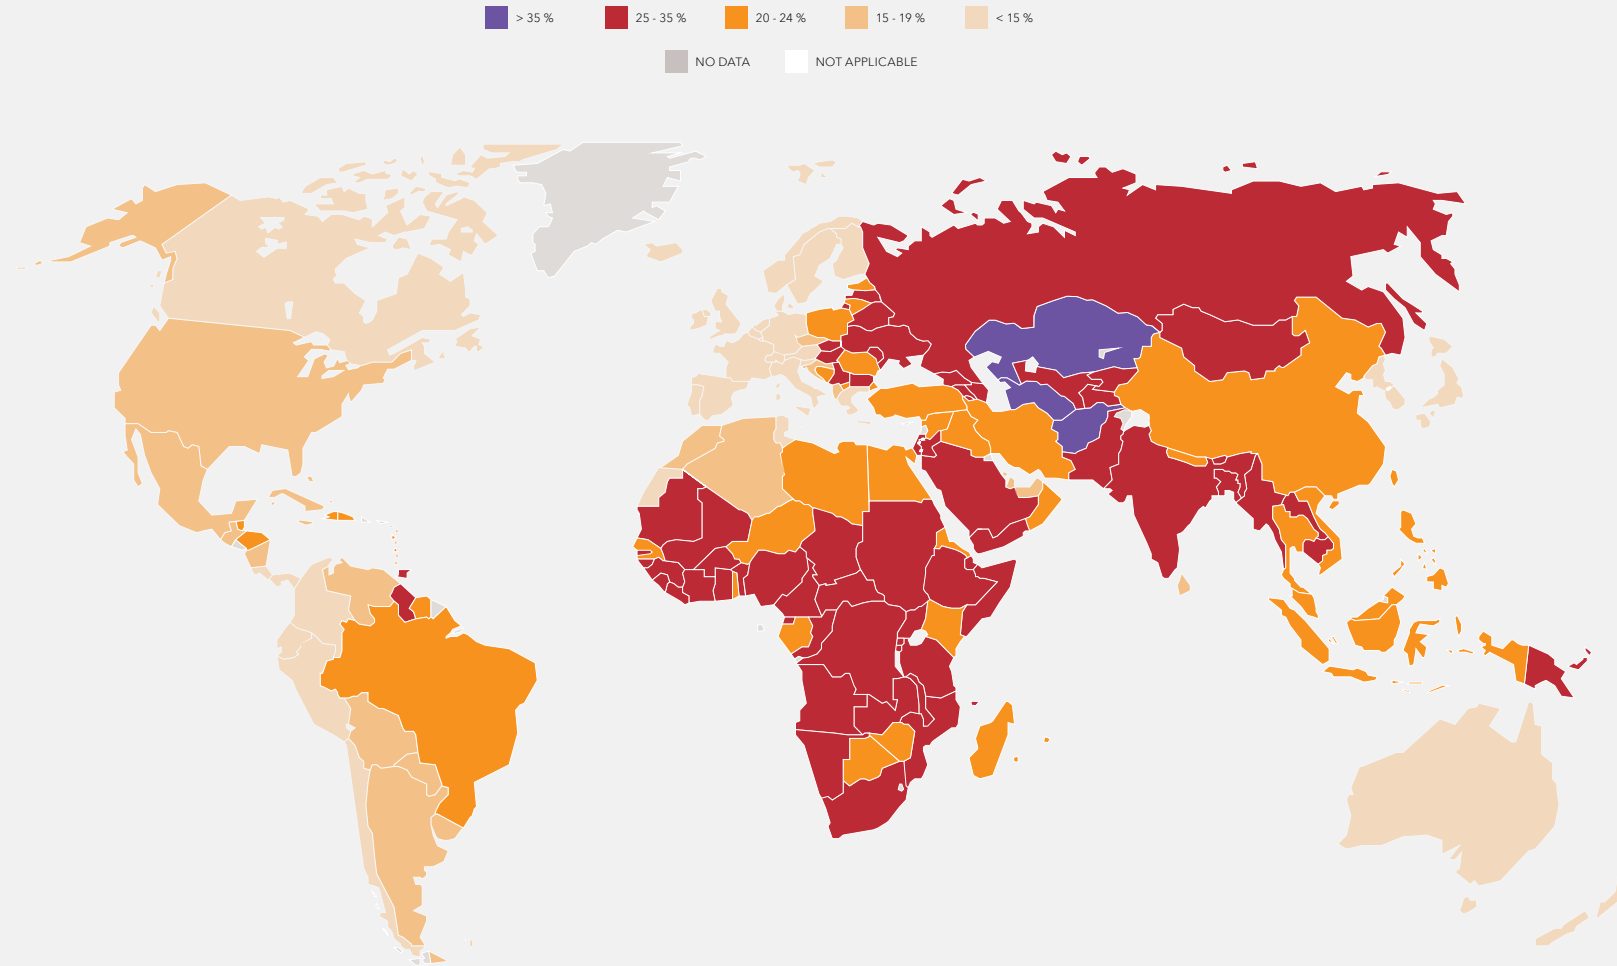 > 35 % 25 - 35 % 20 - 24 % 15 - 19 % < 15 %
NO DATA NOT APPLICABLE